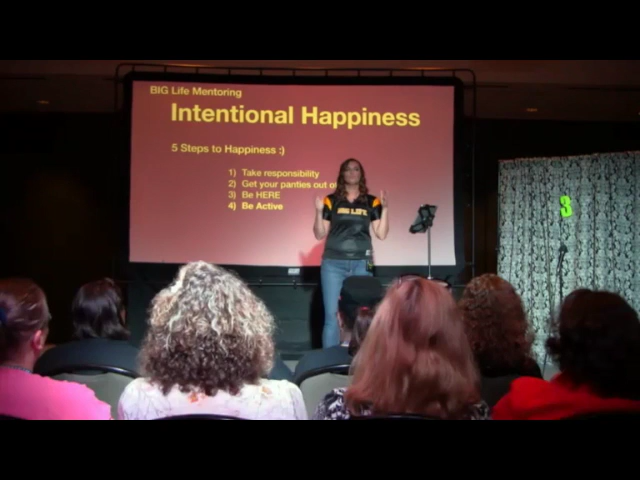 BIG Life Mentoring
Intentional Happiness
5 Steps to Happiness :)
1) Take responsibility
2) Get your panties out of
3) Be HERE
4) Be Active
BIG LIFE
3